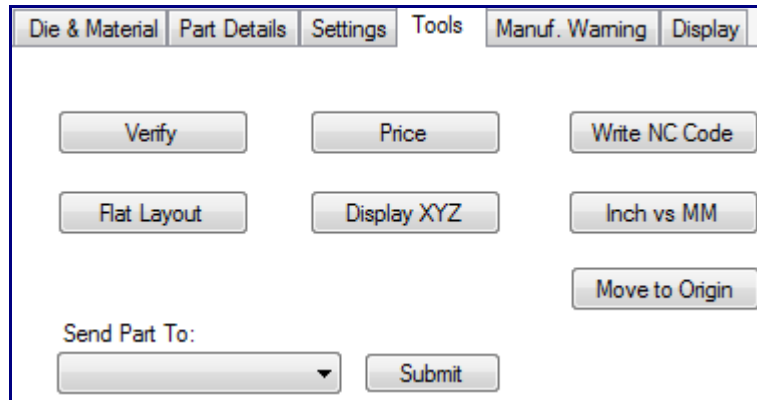 Die & Material Part Details Settings Tools Manuf. Warning Display
Verify Price Write NC Code
Flat Layout Display XYZ Inch vs MM
Move to Origin
Send Part To:
Submit